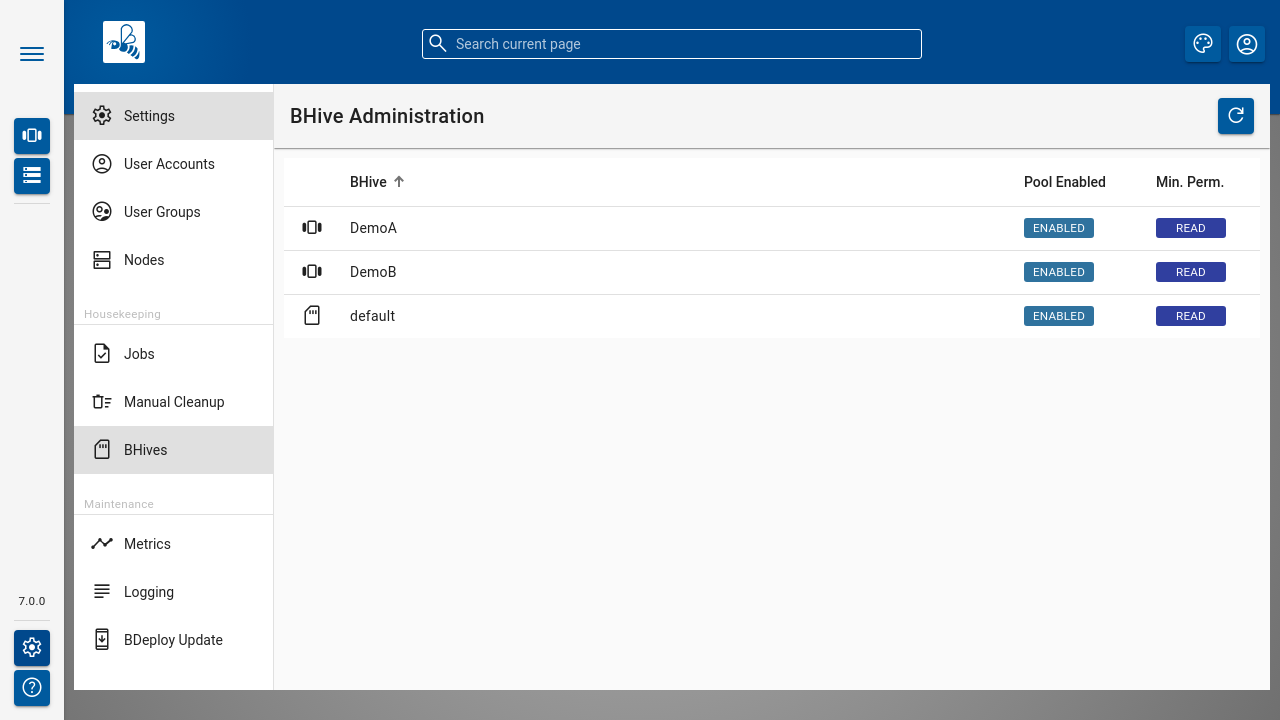 Search current page
Settings
User Accounts
User Groups
Nodes
Housekeeping
Jobs
Manual Cleanup
BHives
Maintenance
Metrics
Logging
BDeploy Update
7.0.0
BHive Administration
BHive Pool Enabled Min. Perm.
DemoA ENABLED READ
DemoB ENABLED READ
default ENABLED READ